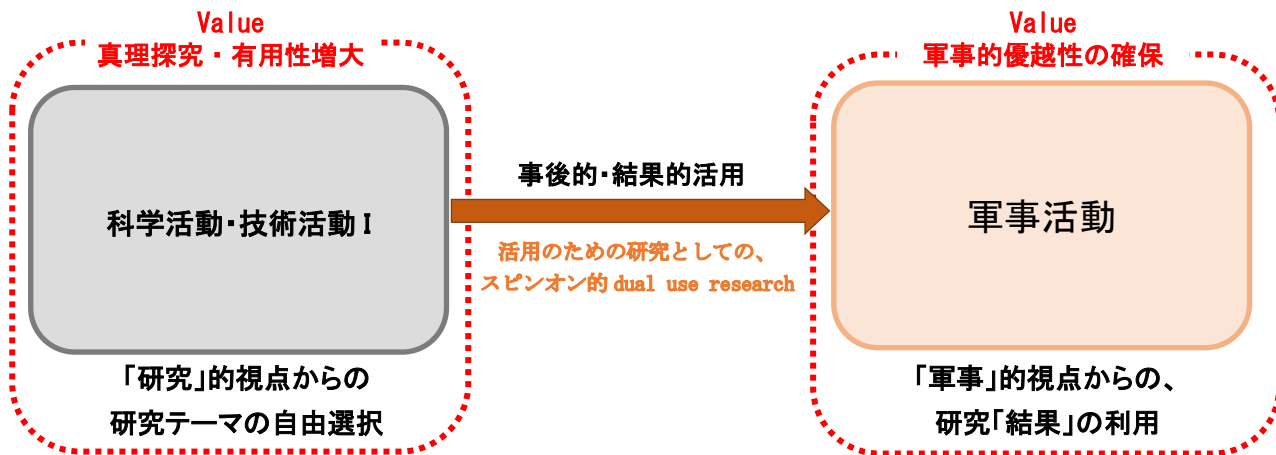 Value
真理探究・有用性増大
科学活動・技術活動Ⅰ
「研究」的視点からの
研究テーマの自由選択
事後的・結果的活用
活用のための研究としての、
スピンオン的 dual use research
Value
軍事的優越性の確保
軍事活動
「軍事」的視点からの、
研究「結果」の利用